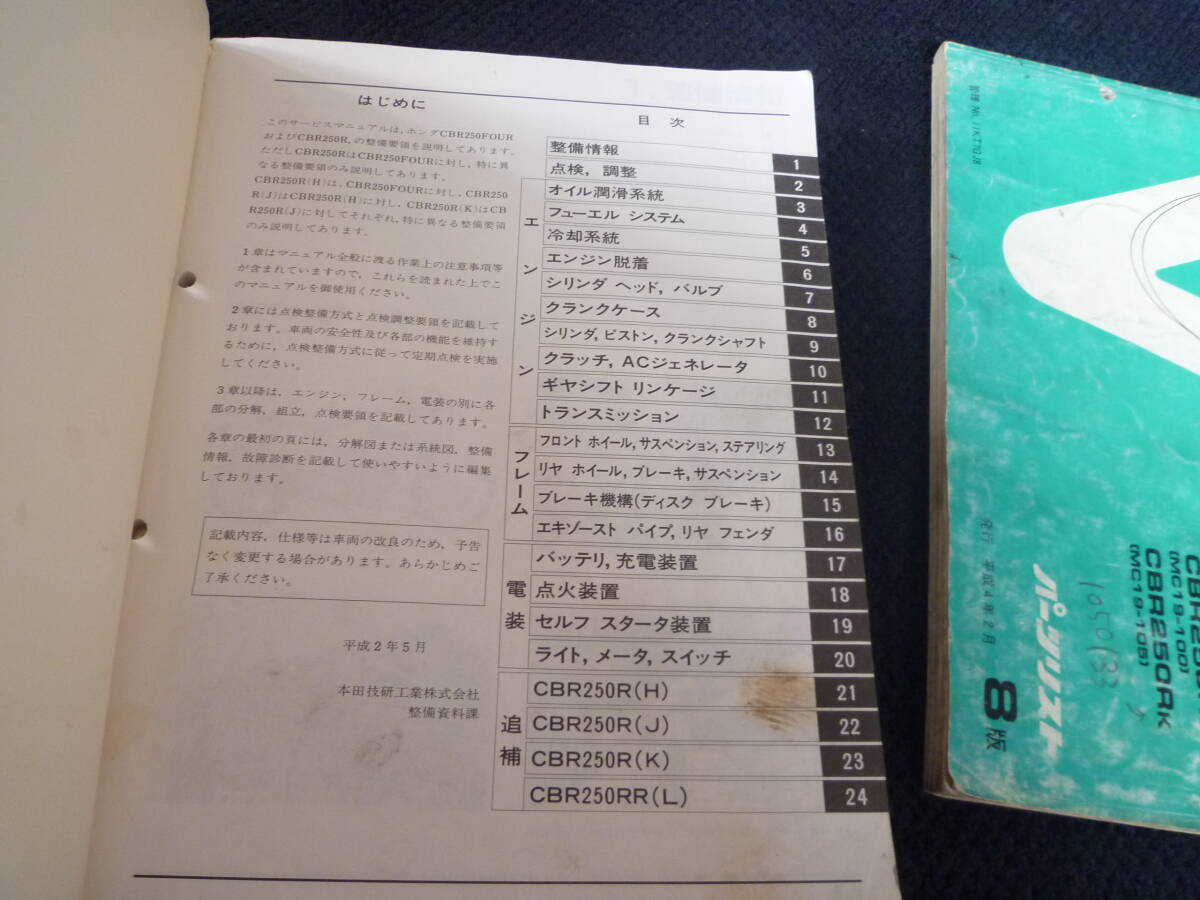 はじめに
このサービスマニュアルは,ホンダCBR250FOUR
およびCBR250R,の整備要領を説明してあります。
ただしCBR250RはCBR250FOURに対し,特に異
なる整備要領のみ説明してあります。
CBR250R(H)は,CBR250FOURに対し,CBR250
R(J)はCBR250R(H)に対し,CBR250R(K)はCB
R250R(J)に対してそれぞれ,特に異なる整備要領
のみ説明してあります。
1章はマニュアル全般に渡る作業上の注意事項等
が含まれていますので,これらを読まれた上でこ
のマニュアルを御使用ください。
2章には点検整備方式と点検調整要領を記載して
おります。車両の安全性及び各部の機能を維持す
るために,点検整備方式に従って定期点検を実施
してください。
3章以降は,エンジン,フレーム,電装の別に各
部の分解,組立,点検要領を記載してあります。
各章の最初の頁には,分解図または系統図,整備
情報,故障診断を記載して使いやすいように編集
しております。
記載内容,仕様等は車両の改良のため,予告
なく変更する場合があります。あらかじめご
了承ください。
平成2年5月
本田技研工業株式会社
整備資料課
目 次
整備情報 1
点検,調整 2
エンジン
オイル潤滑系統 3
フューエル システム 4
冷却系統 5
エンジン脱着 6
シリンダ ヘッド,バルブ 7
クランクケース 8
シリンダ,ピストン,クランクシャフト 9
クラッチ,ACジェネレータ 10
ギヤシフト リンケージ 11
トランスミッション 12
フレーム
フロント ホイール,サスペンション,ステアリング 13
リヤ ホイール,ブレーキ,サスペンション 14
ブレーキ機構(ディスク ブレーキ) 15
エキゾースト パイプ,リヤ フェンダ 16
電装
バッテリ,充電装置 17
点火装置 18
セルフ スタータ装置 19
ライト,メータ,スイッチ 20
追補
CBR250R(H) 21
CBR250R(J) 22
CBR250R(K) 23
CBR250RR(L) 24
(MC19-100)
CBR250RK
(MC19-105)
パーツリスト
発行 平成4年2月
8版